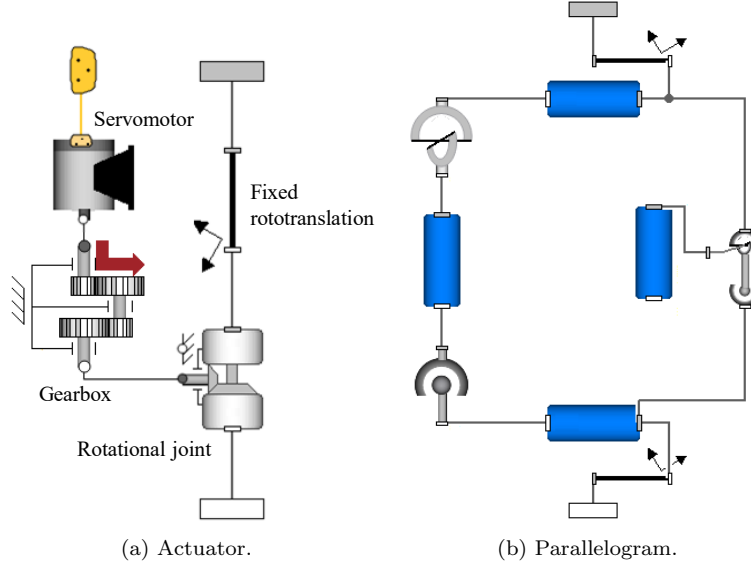 Servomotor
Fixed
rototranslation
Gearbox
Rotational joint
(a) Actuator.
(b) Parallelogram.